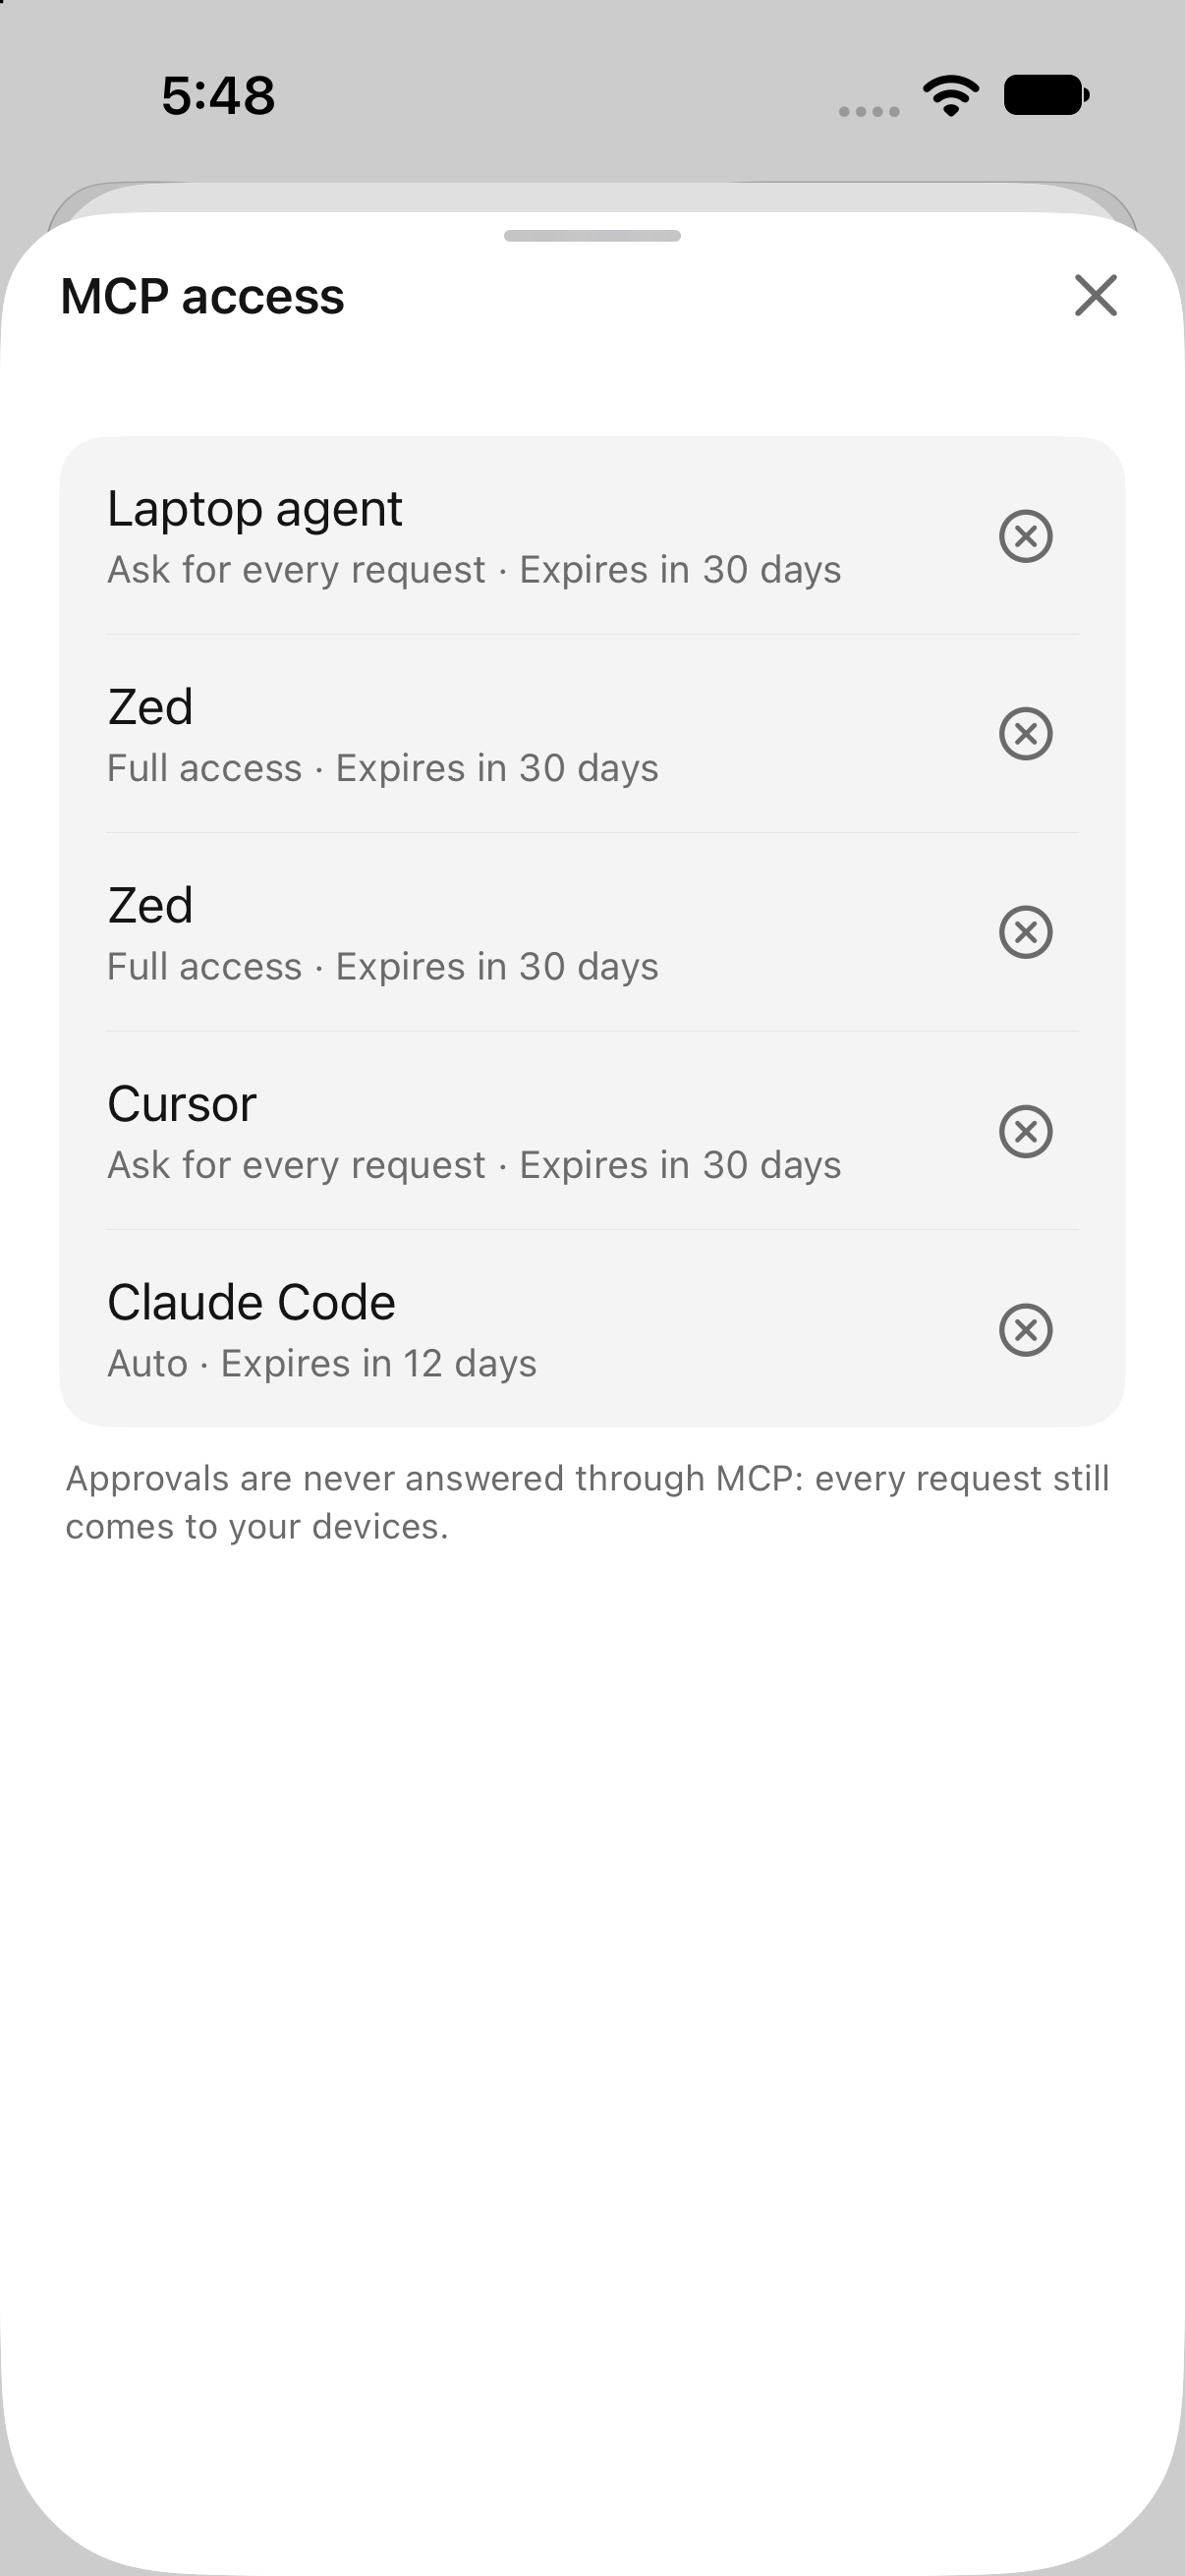 5:48
MCP access
Laptop agent
Ask for every request · Expires in 30 days
Zed
Full access · Expires in 30 days
Zed
Full access · Expires in 30 days
Cursor
Ask for every request · Expires in 30 days
Claude Code
Auto · Expires in 12 days
Approvals are never answered through MCP: every request still
comes to your devices.